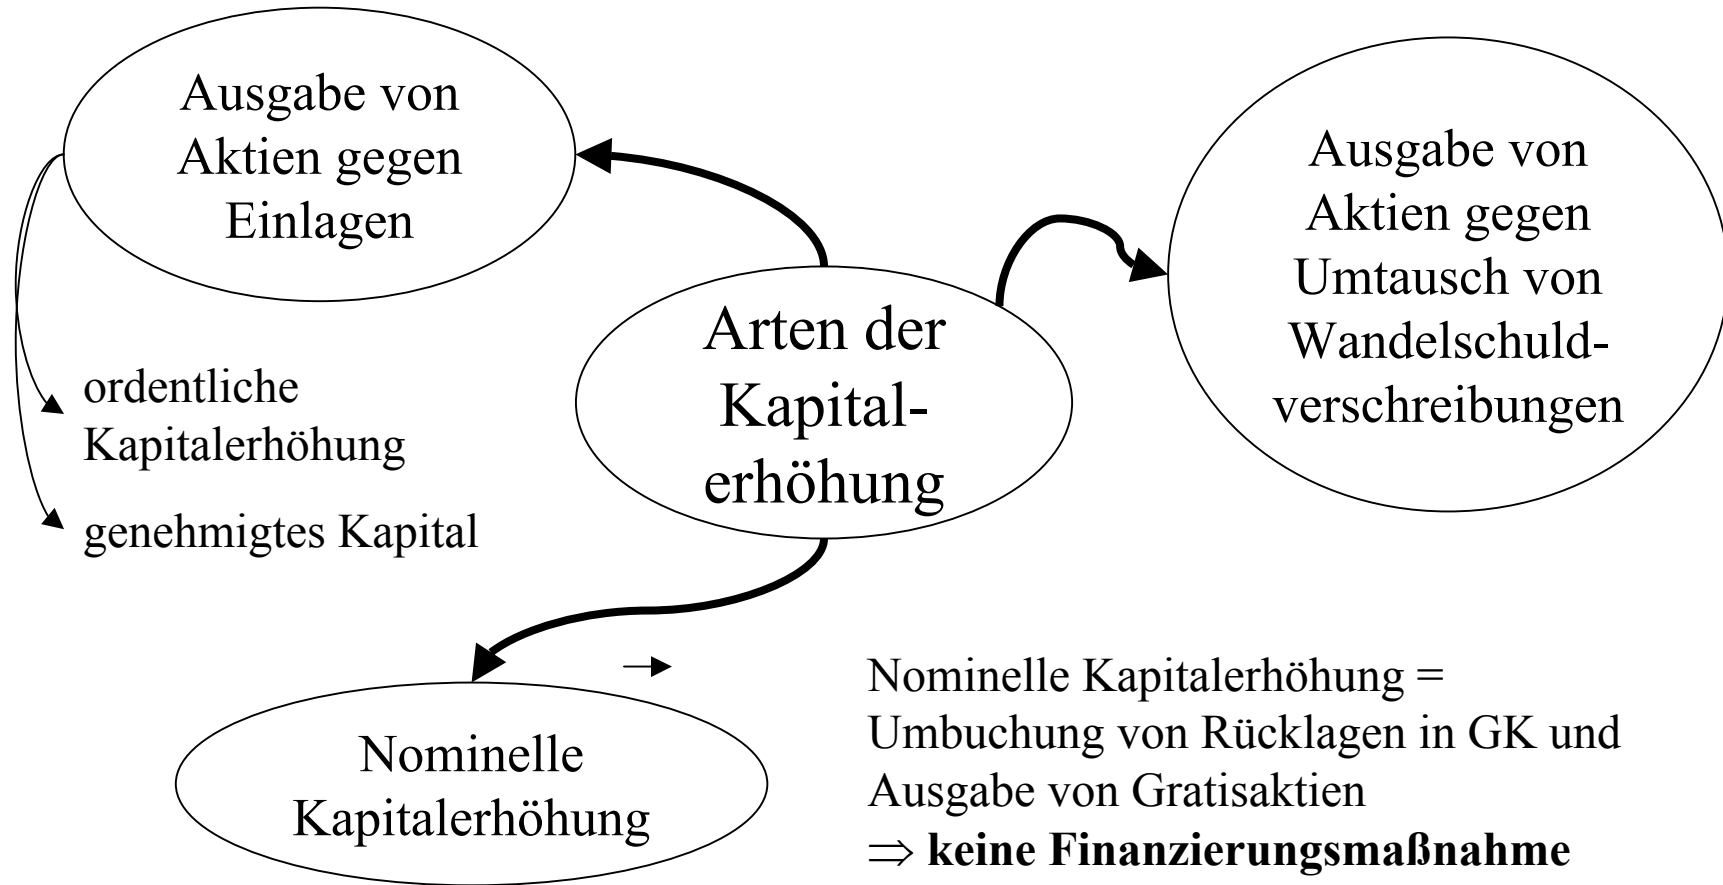 Ausgabe von
Aktien gegen
Einlagen
Ausgabe von
Aktien gegen
Umtausch von
Wandelschuld-
verschreibungen
Arten der
Kapital-
erhöhung
ordentliche
Kapitalerhöhung
genehmigtes Kapital
Nominelle
Kapitalerhöhung
Nominelle Kapitalerhöhung =
Umbuchung von Rücklagen in GK und
Ausgabe von Gratisaktien
⇒ keine Finanzierungsmaßnahme